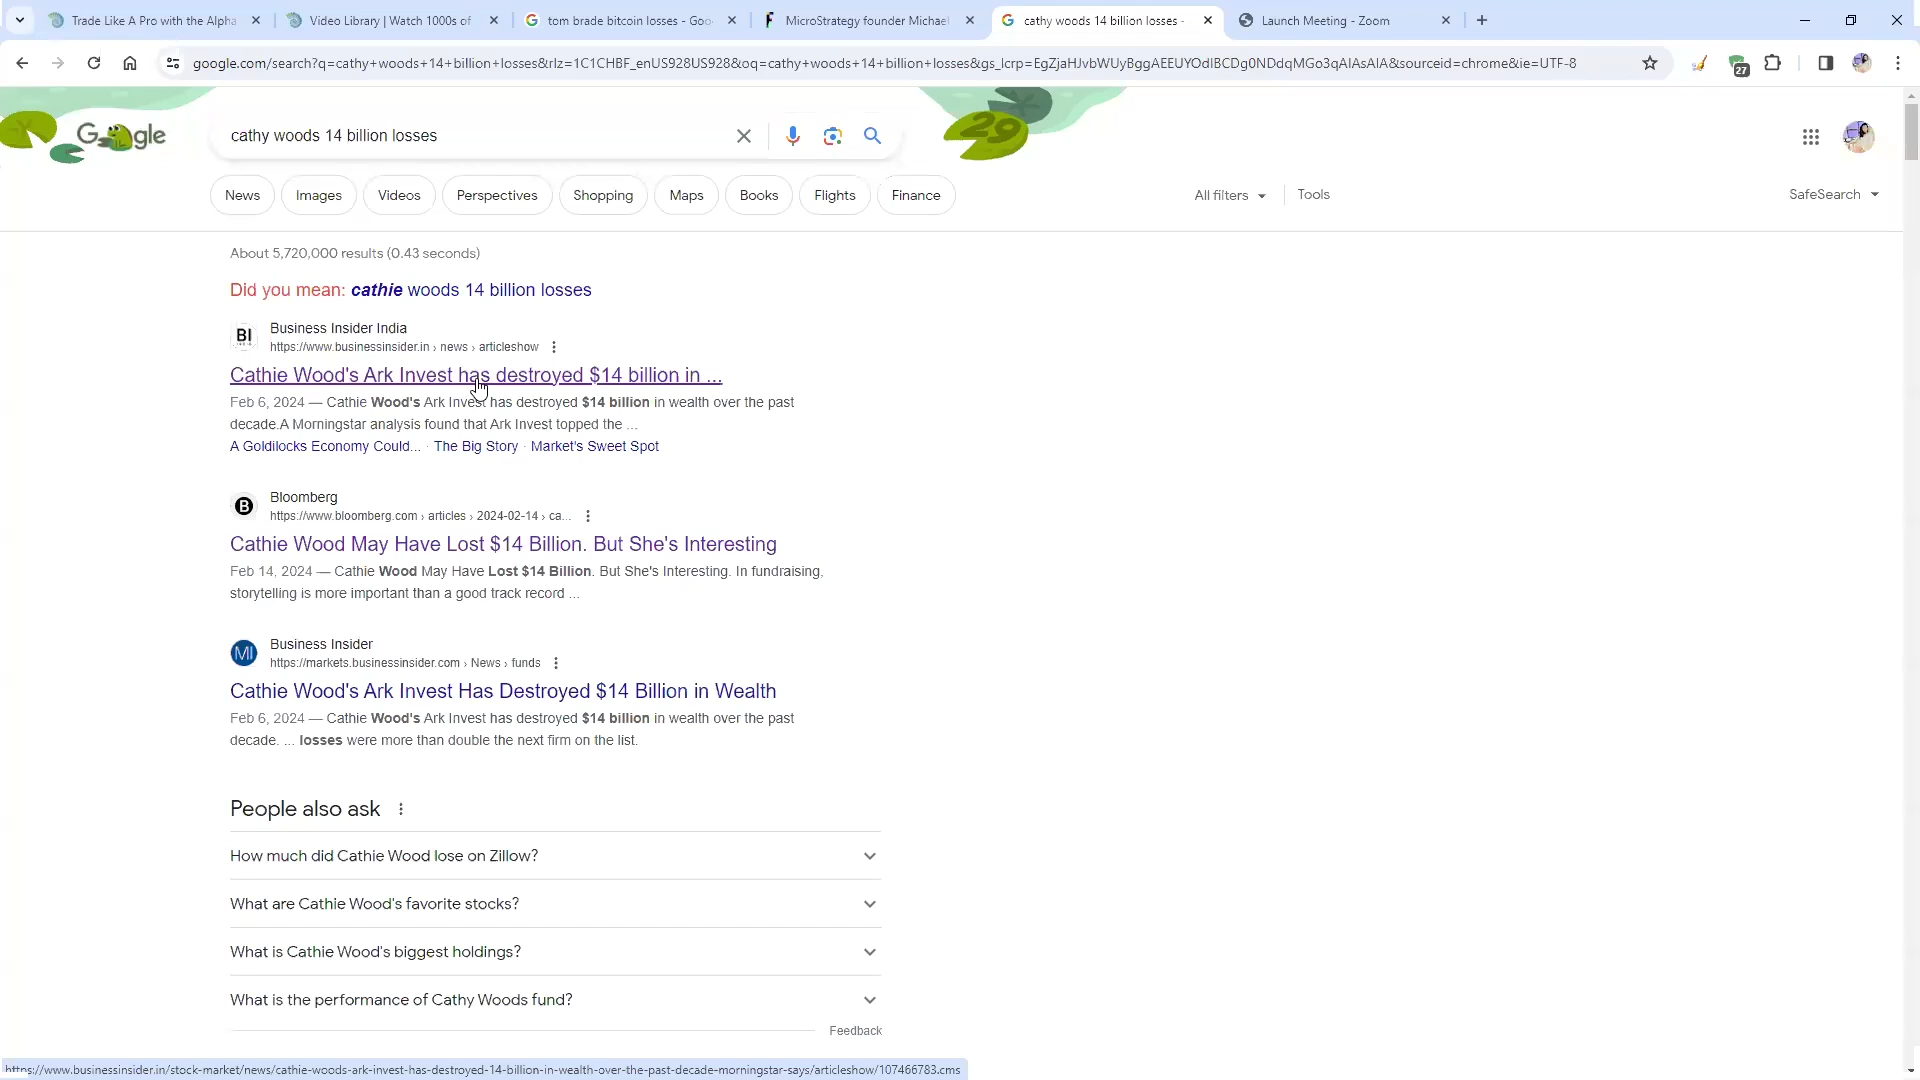 Trade Like A Pro with the Alpha
Video Library | Watch 1000s of
tom brade bitcoin losses - Goo
MicroStrategy founder Michael
cathy woods 14 billion losses -
Launch Meeting - Zoom
google.com/search?q=cathy+woods+14+billion+losses&rlz=1C1CHBF_enUS928US928&oq=cathy+woods+14+billion+losses&gs_lcrp=EgZjaHJvbWUyBggAEEUYOdIBCDg0NDdqMGo3qAIAsAIA&sourceid=chrome&ie=UTF-8
27
Google
cathy woods 14 billion losses
29
News
Images
Videos
Perspectives
Shopping
Maps
Books
Flights
Finance
All filters
Tools
SafeSearch
About 5,720,000 results (0.43 seconds)
Did you mean: cathie woods 14 billion losses
BI
Business Insider India
https://www.businessinsider.in › news › articleshow
Cathie Wood's Ark Invest has destroyed $14 billion in ...
Feb 6, 2024 — Cathie Wood's Ark Invest has destroyed $14 billion in wealth over the past
decade.A Morningstar analysis found that Ark Invest topped the ...
A Goldilocks Economy Could... · The Big Story · Market's Sweet Spot
B
Bloomberg
https://www.bloomberg.com › articles › 2024-02-14 › ca...
Cathie Wood May Have Lost $14 Billion. But She's Interesting
Feb 14, 2024 — Cathie Wood May Have Lost $14 Billion. But She's Interesting. In fundraising,
storytelling is more important than a good track record ...
MI
Business Insider
https://markets.businessinsider.com › News › funds
Cathie Wood's Ark Invest Has Destroyed $14 Billion in Wealth
Feb 6, 2024 — Cathie Wood's Ark Invest has destroyed $14 billion in wealth over the past
decade. ... losses were more than double the next firm on the list.
People also ask
How much did Cathie Wood lose on Zillow?
What are Cathie Wood's favorite stocks?
What is Cathie Wood's biggest holdings?
What is the performance of Cathy Woods fund?
Feedback
https://www.businessinsider.in/stock-market/news/cathie-woods-ark-invest-has-destroyed-14-billion-in-wealth-over-the-past-decade-morningstar-says/articleshow/107466783.cms